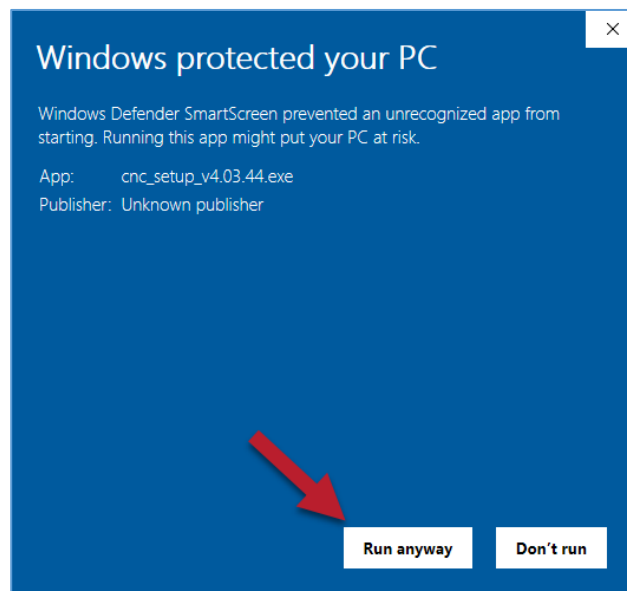 Windows protected your PC
Windows Defender SmartScreen prevented an unrecognized app from
starting. Running this app might put your PC at risk.
App: cnc_setup_v4.03.44.exe
Publisher: Unknown publisher
Run anyway Don't run